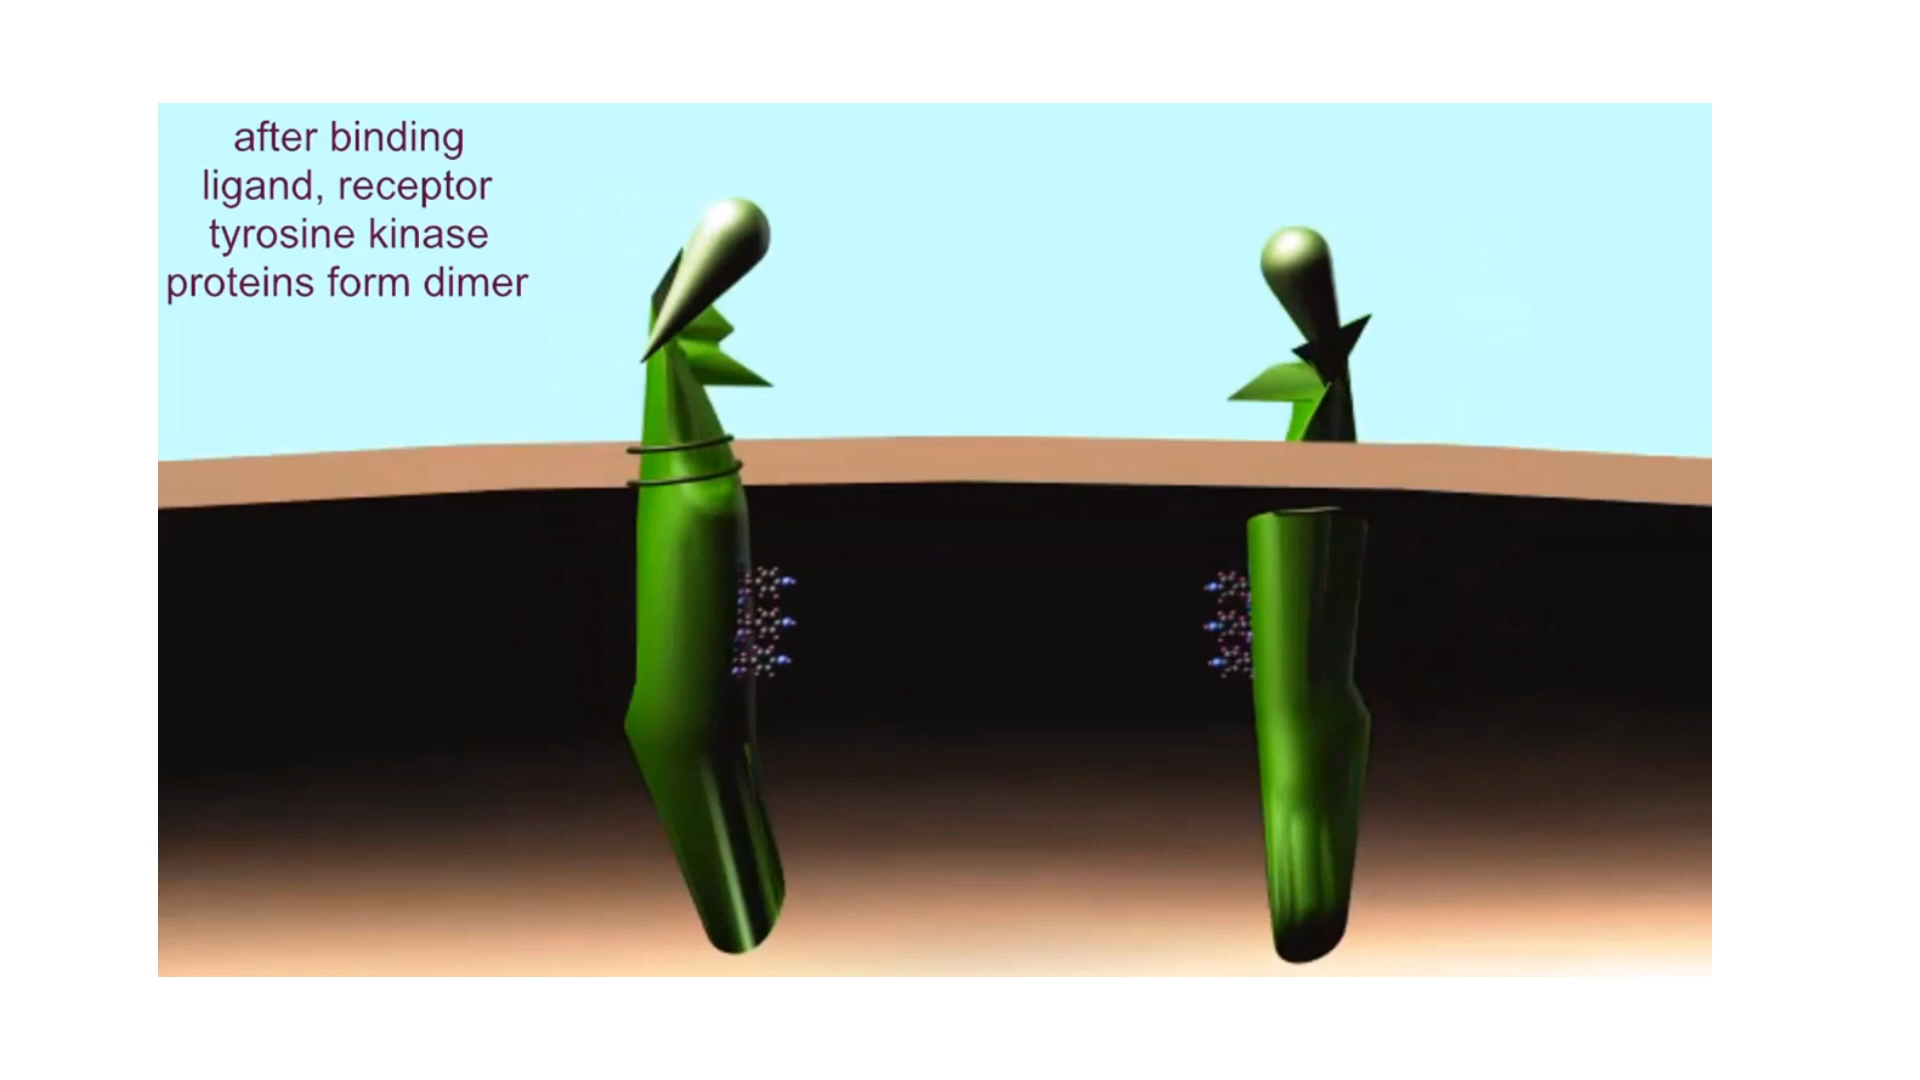 after binding
ligand, receptor
tyrosine kinase
proteins form dimer